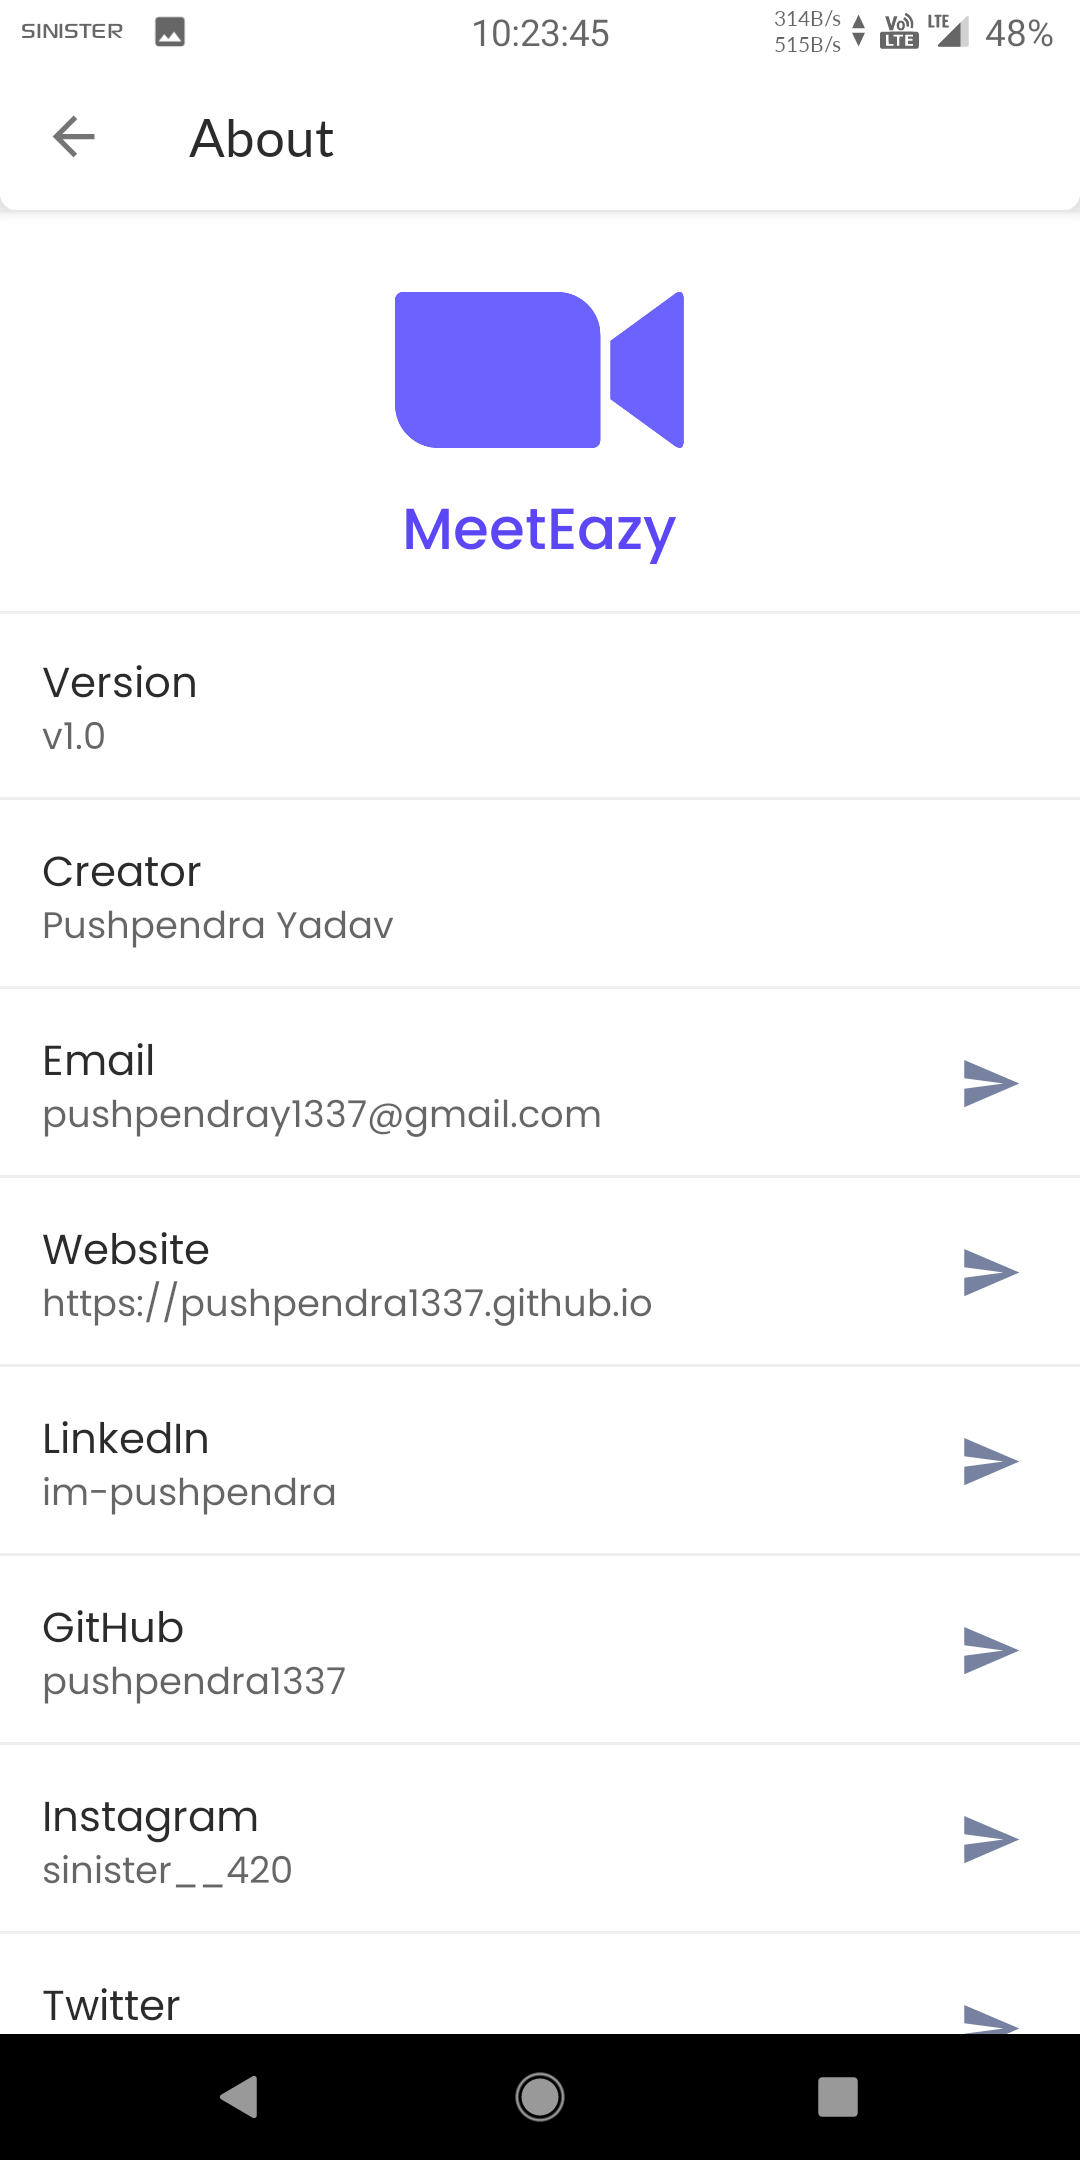 SINISTER 10:23:45 314B/s 515B/s Vo LTE LTE 48%
About
MeetEazy
Version
v1.0
Creator
Pushpendra Yadav
Email
pushpendray1337@gmail.com
Website
https://pushpendra1337.github.io
LinkedIn
im-pushpendra
GitHub
pushpendra1337
Instagram
sinister__420
Twitter